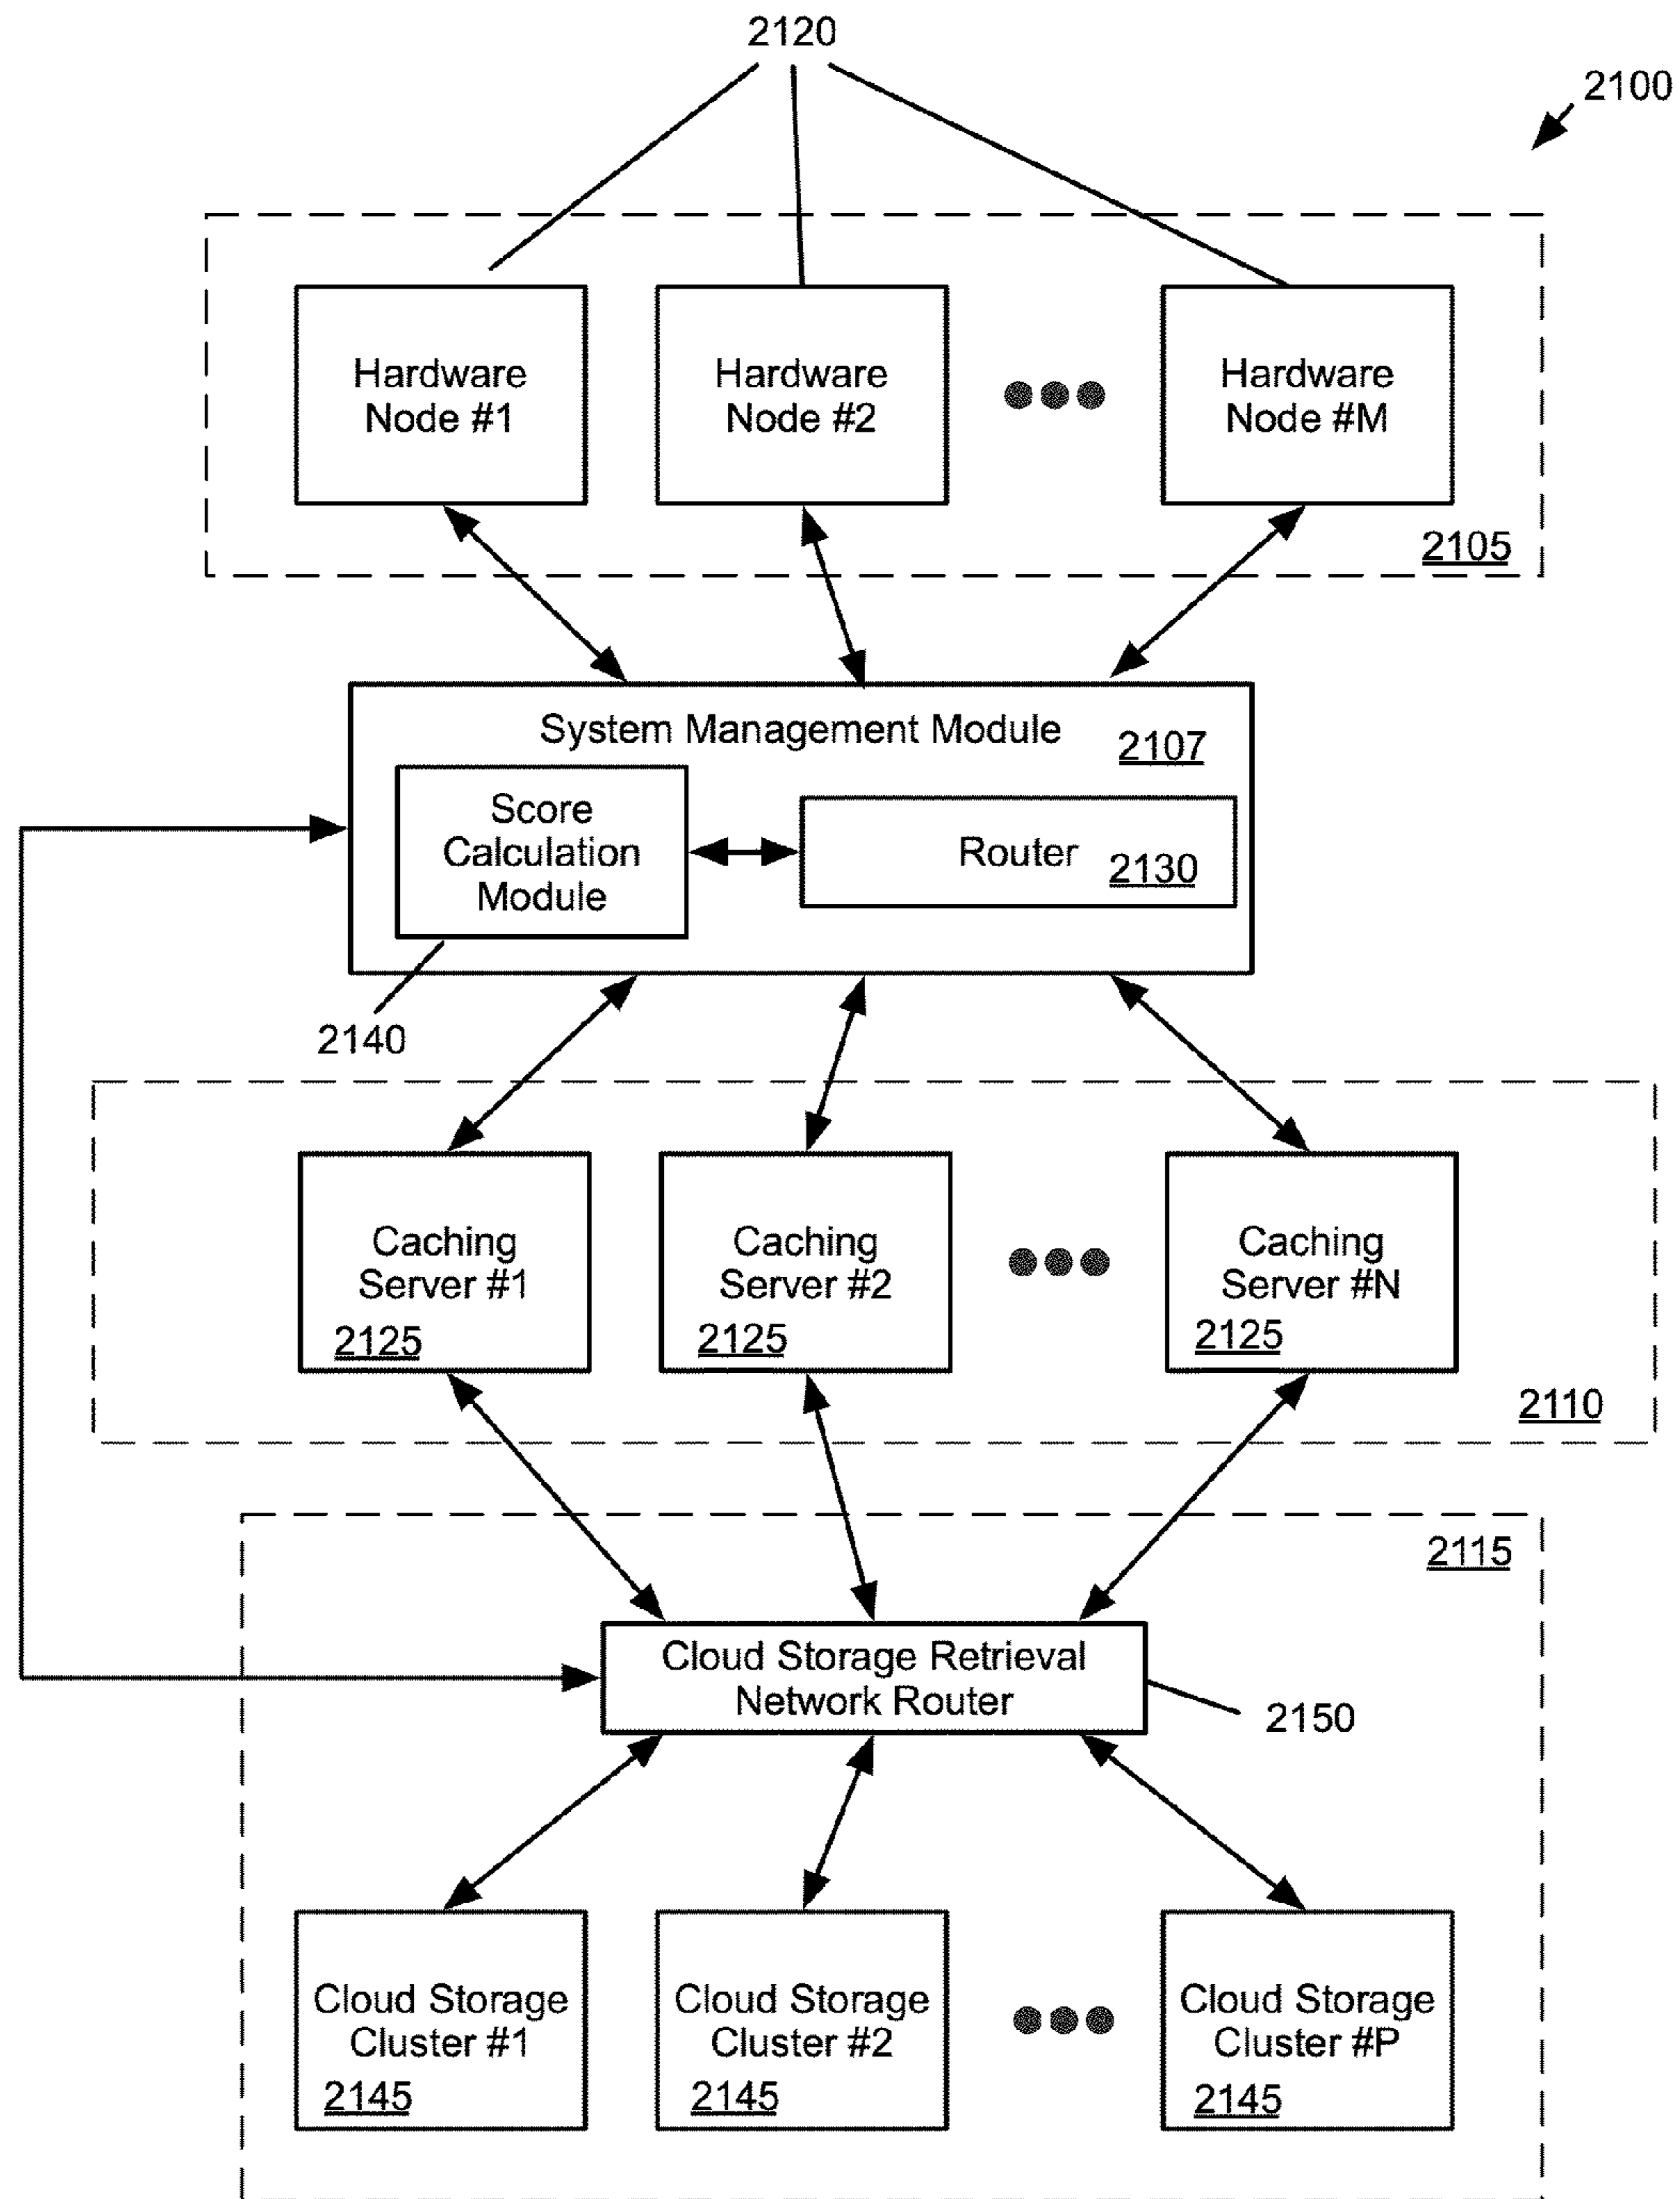 2120
2100
Hardware
Node #1
Hardware
Node #2
Hardware
Node #M
2105
System Management Module
2107
Score
Calculation
Module
Router
2130
2140
Caching
Server #1
2125
Caching
Server #2
2125
Caching
Server #N
2125
2110
2115
Cloud Storage Retrieval
Network Router
2150
Cloud Storage
Cluster #1
2145
Cloud Storage
Cluster #2
2145
Cloud Storage
Cluster #P
2145